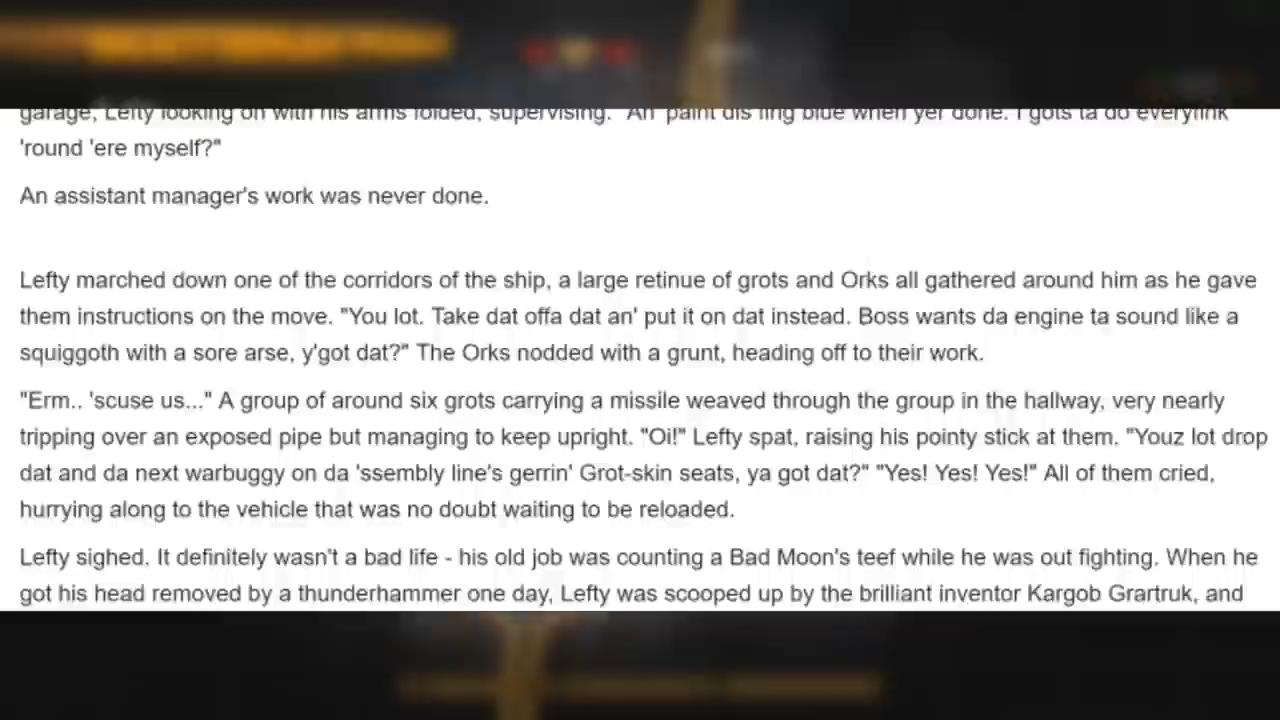 garage, Lefty looking on with his arms folded, supervising. "An' paint dis fing blue when yer done. I gots ta do everyfink
'round 'ere myself?"
An assistant manager's work was never done.
Lefty marched down one of the corridors of the ship, a large retinue of grots and Orks all gathered around him as he gave
them instructions on the move. "You lot. Take dat offa dat an' put it on dat instead. Boss wants da engine ta sound like a
squiggoth with a sore arse, y'got dat?" The Orks nodded with a grunt, heading off to their work.
"Erm.. 'scuse us..." A group of around six grots carrying a missile weaved through the group in the hallway, very nearly
tripping over an exposed pipe but managing to keep upright. "Oi!" Lefty spat, raising his pointy stick at them. "Youz lot drop
dat and da next warbuggy on da 'ssembly line's gerrin' Grot-skin seats, ya got dat?" "Yes! Yes! Yes!" All of them cried,
hurrying along to the vehicle that was no doubt waiting to be reloaded.
Lefty sighed. It definitely wasn't a bad life - his old job was counting a Bad Moon's teef while he was out fighting. When he
got his head removed by a thunderhammer one day, Lefty was scooped up by the brilliant inventor Kargob Grartruk, and